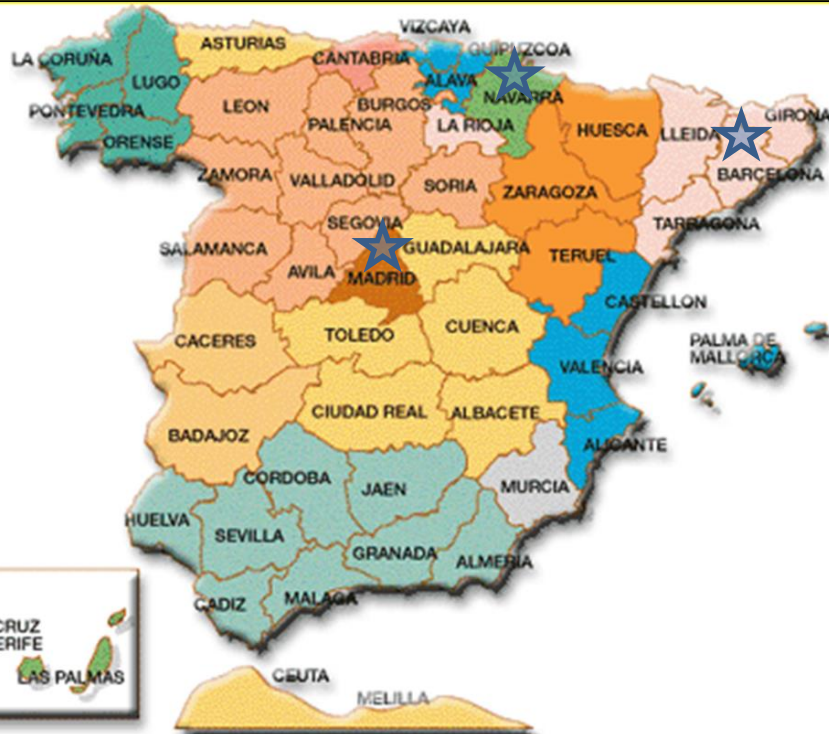 VIZCAYA
ASTURIAS
GUIPUZCOA
LA CORUÑA
CANTABRIA
LUGO
ALAVA
NAVARRA
LEON
BURGOS
PONTEVEDRA
PALENCIA
LA RIOJA
HUESCA
LLEIDA
GIRONA
ORENSE
ZAMORA
VALLADOLID
SORIA
ZARAGOZA
BARCELONA
SEGOVIA
TARRAGONA
SALAMANCA
GUADALAJARA
TERUEL
AVILA
MADRID
CASTELLON
CACERES
TOLEDO
CUENCA
PALMA DE
MALLORCA
VALENCIA
CIUDAD REAL
ALBACETE
BADAJOZ
ALICANTE
CORDOBA
JAEN
MURCIA
HUELVA
SEVILLA
GRANADA
ALMERIA
CADIZ
MALAGA
CRUZ
ERIFE
LAS PALMAS
CEUTA
MELILLA